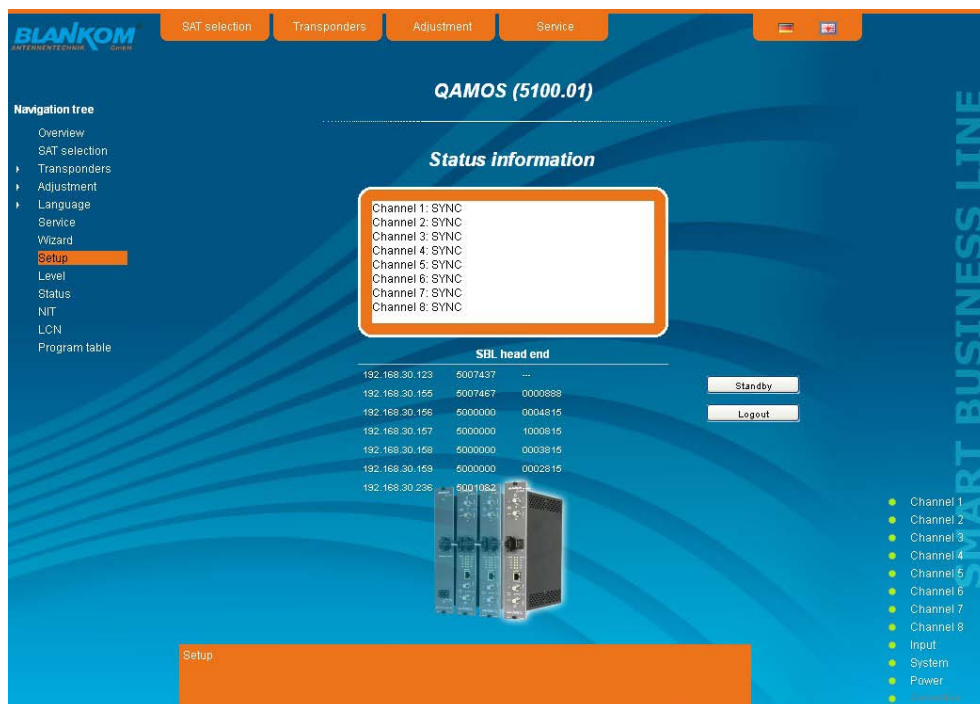 BLANKOM
ANTENNENTECHNIK GmbH
SAT selection
Transponders
Adjustment
Service
QAMOS (5100.01)
Navigation tree
Overview
SAT selection
Transponders
Adjustment
Language
Service
Wizard
Setup
Level
Status
NIT
LCN
Program table
Status information
Channel 1: SYNC
Channel 2: SYNC
Channel 3: SYNC
Channel 4: SYNC
Channel 5: SYNC
Channel 6: SYNC
Channel 7: SYNC
Channel 8: SYNC
SBL head end
192.168.30.123 5007437 ---
192.168.30.155 5007467 0000888
192.168.30.156 5000000 0004815
192.168.30.157 5000000 1000815
192.168.30.158 5000000 0003815
192.168.30.159 5000000 0002815
192.168.30.236 5001082
Standby
Logout
SMART BUSINESS LINE
Channel 1
Channel 2
Channel 3
Channel 4
Channel 5
Channel 6
Channel 7
Channel 8
Input
System
Power
Setup